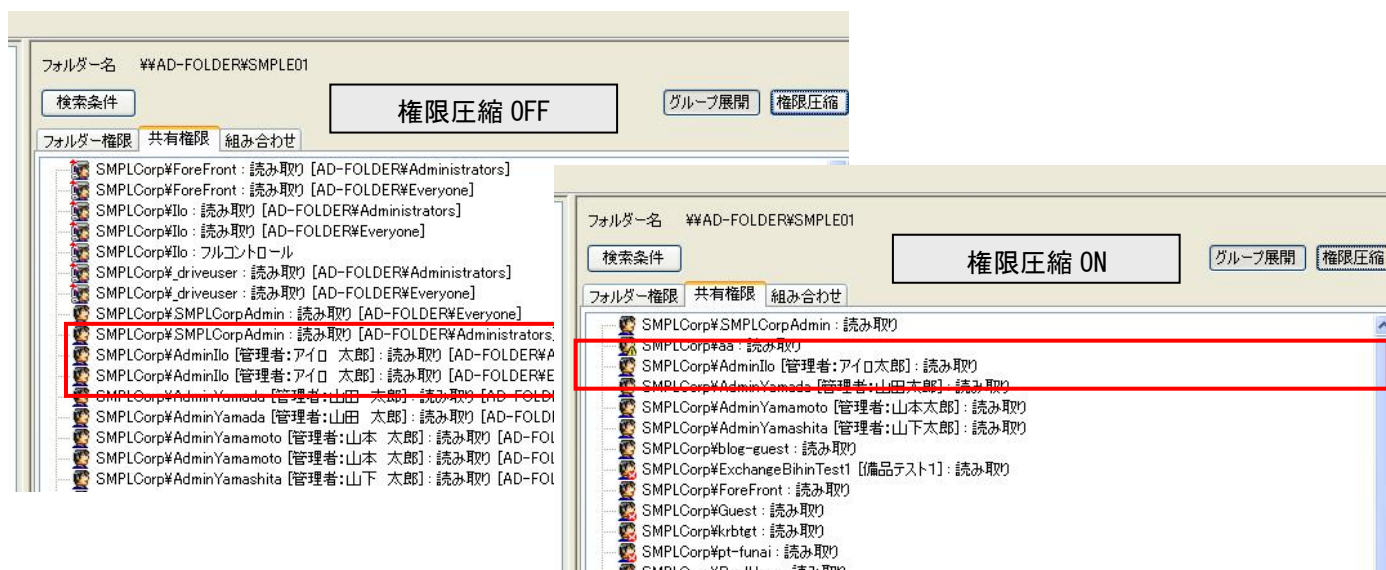 フォルダー名 ¥¥AD-FOLDER¥SMPLE01
検索条件
権限圧縮 OFF
グループ展開 権限圧縮
フォルダー権限 共有権限 組み合わせ
SMPLCorp¥ForeFront : 読み取り [AD-FOLDER¥Administrators]
SMPLCorp¥ForeFront : 読み取り [AD-FOLDER¥Everyone]
SMPLCorp¥Ilo : 読み取り [AD-FOLDER¥Administrators]
SMPLCorp¥Ilo : 読み取り [AD-FOLDER¥Everyone]
SMPLCorp¥Ilo : フルコントロール
SMPLCorp¥_driveuser : 読み取り [AD-FOLDER¥Administrators]
SMPLCorp¥_driveuser : 読み取り [AD-FOLDER¥Everyone]
SMPLCorp¥.SMPLCorpAdmin : 読み取り [AD-FOLDER¥Everyone]
SMPLCorp¥.SMPLCorpAdmin : 読み取り [AD-FOLDER¥Administrators
SMPLCorp¥AdminIlo [管理者:アイロ 太郎] : 読み取り [AD-FOLDER¥A
SMPLCorp¥AdminIlo [管理者:アイロ 太郎] : 読み取り [AD-FOLDER¥E
SMPLCorp¥AdminYamada [管理者:山田 太郎] : 読み取り [AD-FOLD
SMPLCorp¥AdminYamada [管理者:山田 太郎] : 読み取り [AD-FOLD
SMPLCorp¥AdminYamamoto [管理者:山本 太郎] : 読み取り [AD-FOL
SMPLCorp¥AdminYamamoto [管理者:山本 太郎] : 読み取り [AD-FOL
SMPLCorp¥AdminYamashita [管理者:山下 太郎] : 読み取り [AD-FOL
フォルダー名 ¥¥AD-FOLDER¥SMPLE01
検索条件
権限圧縮 ON
グループ展開 権限圧縮
フォルダー権限 共有権限 組み合わせ
SMPLCorp¥.SMPLCorpAdmin : 読み取り
SMPLCorp¥aa : 読み取り
SMPLCorp¥AdminIlo [管理者:アイロ太郎] : 読み取り
SMPLCorp¥AdminYamada [管理者:山田太郎] : 読み取り
SMPLCorp¥AdminYamamoto [管理者:山本太郎] : 読み取り
SMPLCorp¥AdminYamashita [管理者:山下太郎] : 読み取り
SMPLCorp¥blog-guest : 読み取り
SMPLCorp¥ExchangeBihinTest1 [備品テスト1] : 読み取り
SMPLCorp¥ForeFront : 読み取り
SMPLCorp¥Guest : 読み取り
SMPLCorp¥krbtgt : 読み取り
SMPLCorp¥pt-funai : 読み取り